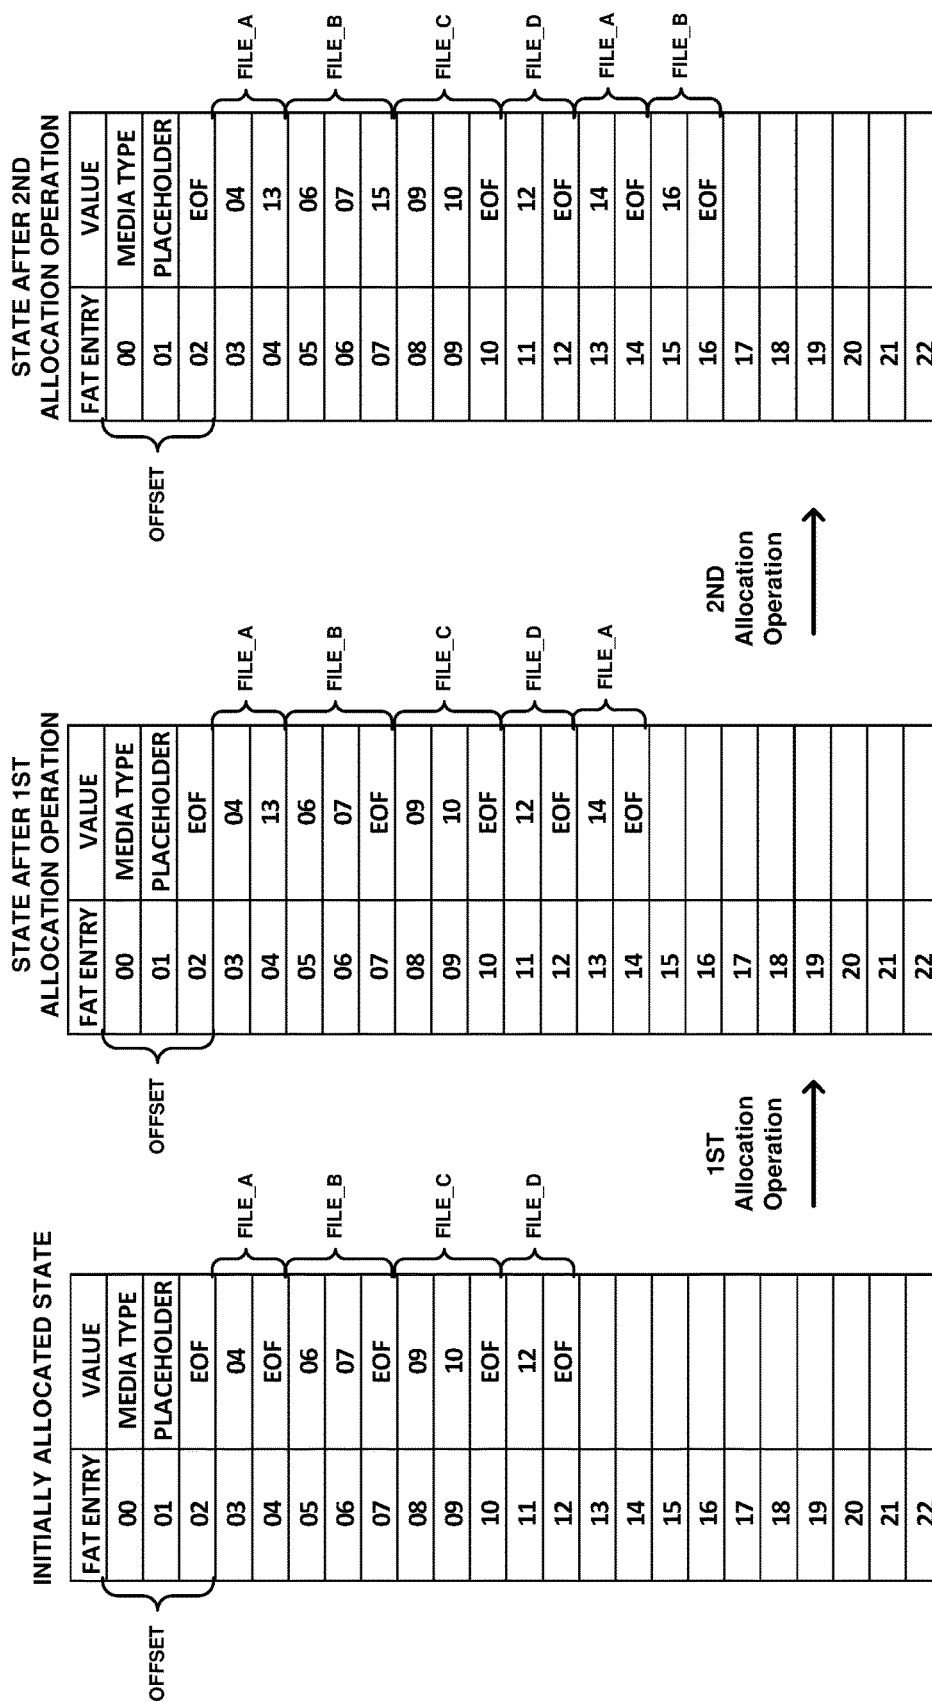 INITIALLY ALLOCATED STATE
FAT ENTRY VALUE
00 MEDIA TYPE
01 PLACEHOLDER
02 EOF
03 04
04 EOF
05 06
06 07
07 EOF
08 09
09 10
10 EOF
11 12
12 EOF
13
14
15
16
17
18
19
20
21
22
OFFSET
FILE_A
FILE_B
FILE_C
FILE_D
1ST
Allocation
Operation
STATE AFTER 1ST
ALLOCATION OPERATION
FAT ENTRY VALUE
00 MEDIA TYPE
01 PLACEHOLDER
02 EOF
03 04
04 13
05 06
06 07
07 EOF
08 09
09 10
10 EOF
11 12
12 EOF
13 14
14 EOF
15
16
17
18
19
20
21
22
OFFSET
FILE_A
FILE_B
FILE_C
FILE_D
FILE_A
2ND
Allocation
Operation
STATE AFTER 2ND
ALLOCATION OPERATION
FAT ENTRY VALUE
00 MEDIA TYPE
01 PLACEHOLDER
02 EOF
03 04
04 13
05 06
06 07
07 15
08 09
09 10
10 EOF
11 12
12 EOF
13 14
14 EOF
15 16
16 EOF
17
18
19
20
21
22
OFFSET
FILE_A
FILE_B
FILE_C
FILE_D
FILE_A
FILE_B